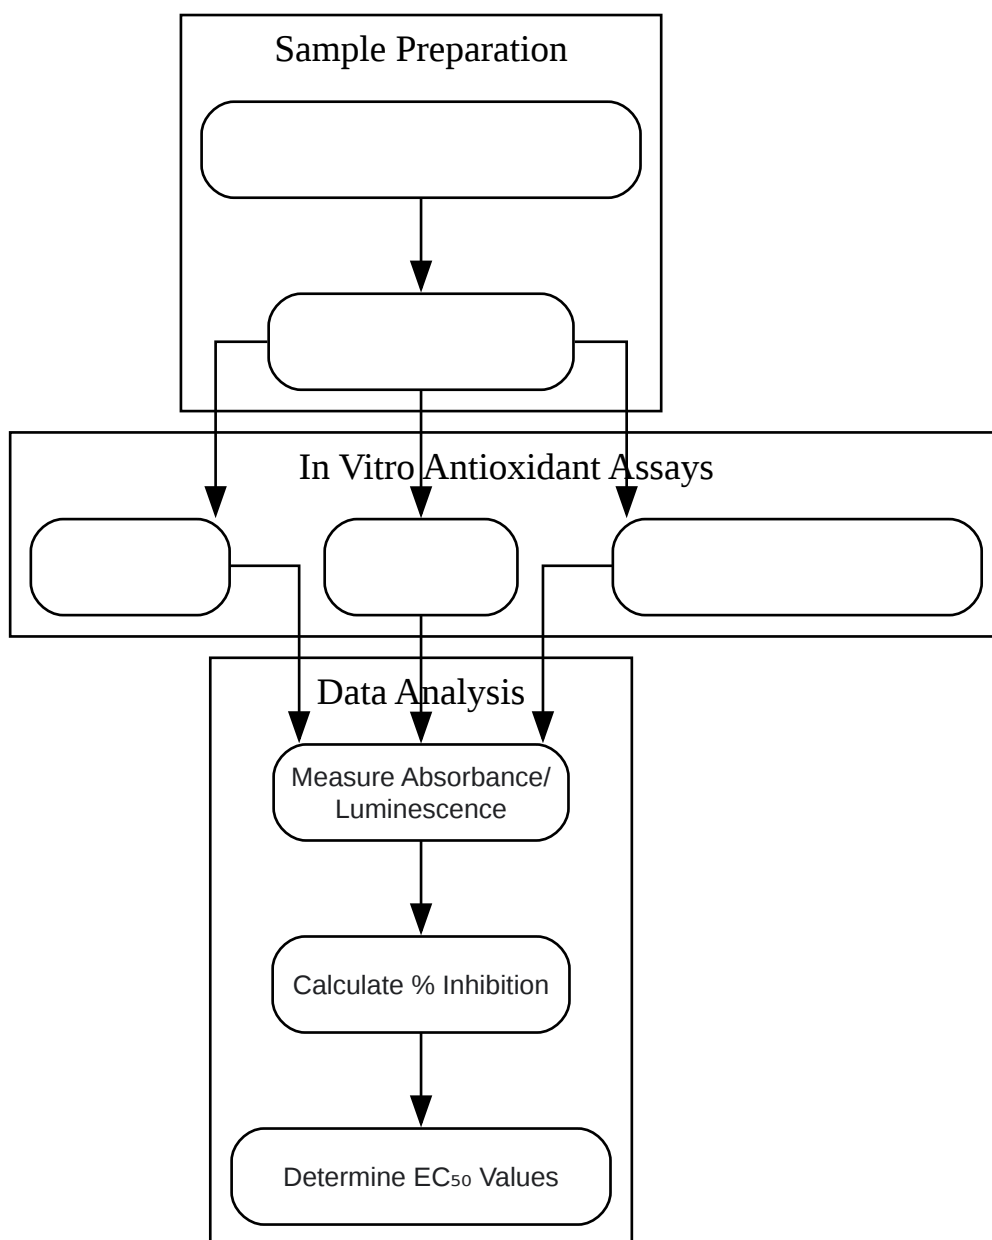 Sample Preparation
In Vitro Antioxidant Assays
Data Analysis
Measure Absorbance/
Luminescence
Calculate % Inhibition
Determine EC₅₀ Values